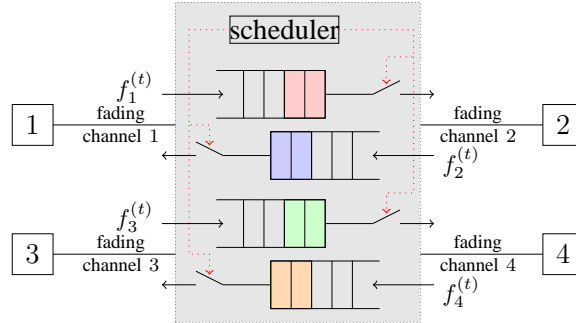 scheduler
f_1^{(t)}
1
fading
channel 1
fading
channel 2
2
f_2^{(t)}
f_3^{(t)}
3
fading
channel 3
fading
channel 4
4
f_4^{(t)}